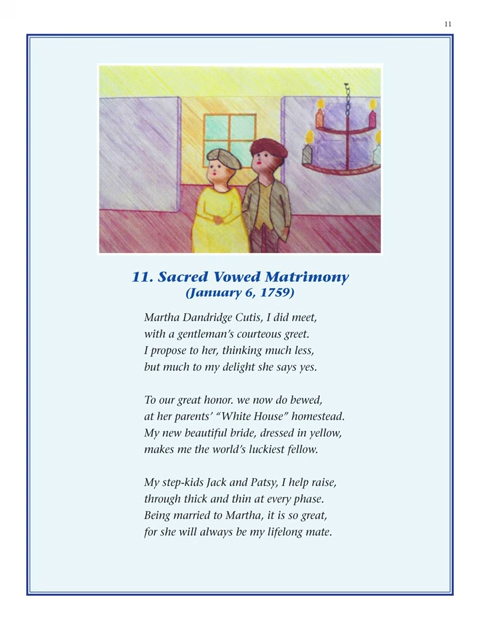 11
11. Sacred Vowed Matrimony
(January 6, 1759)
Martha Dandridge Cutis, I did meet,
with a gentleman's courteous greet.
I propose to her, thinking much less,
but much to my delight she says yes.
To our great honor. we now do bewed,
at her parents' “White House” homestead.
My new beautiful bride, dressed in yellow,
makes me the world's luckiest fellow.
My step-kids Jack and Patsy, I help raise,
through thick and thin at every phase.
Being married to Martha, it is so great,
for she will always be my lifelong mate.